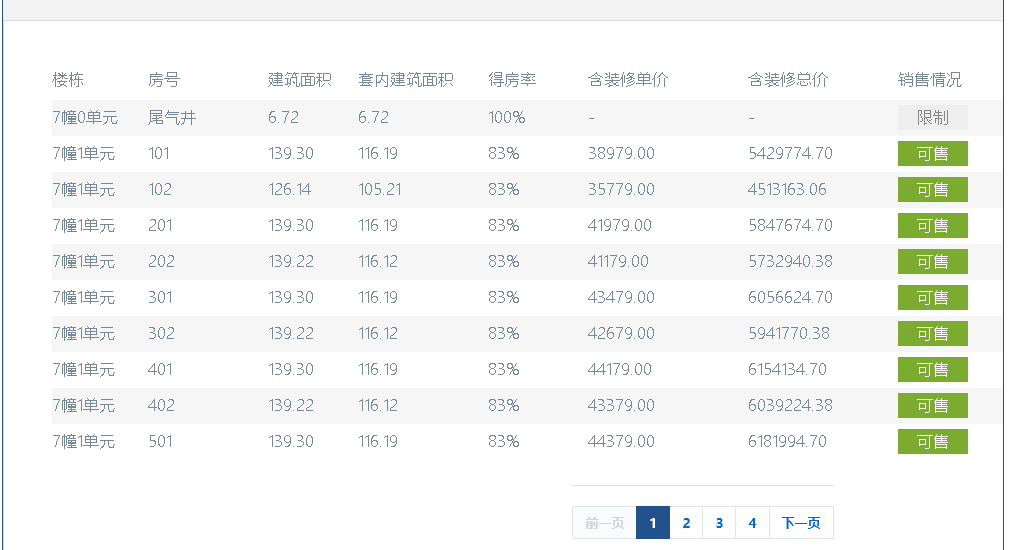 楼栋 房号 建筑面积 套内建筑面积 得房率 含装修单价 含装修总价 销售情况
7幢0单元 尾气井 6.72 6.72 100% - - 限制
7幢1单元 101 139.30 116.19 83% 38979.00 5429774.70 可售
7幢1单元 102 126.14 105.21 83% 35779.00 4513163.06 可售
7幢1单元 201 139.30 116.19 83% 41979.00 5847674.70 可售
7幢1单元 202 139.22 116.12 83% 41179.00 5732940.38 可售
7幢1单元 301 139.30 116.19 83% 43479.00 6056624.70 可售
7幢1单元 302 139.22 116.12 83% 42679.00 5941770.38 可售
7幢1单元 401 139.30 116.19 83% 44179.00 6154134.70 可售
7幢1单元 402 139.22 116.12 83% 43379.00 6039224.38 可售
7幢1单元 501 139.30 116.19 83% 44379.00 6181994.70 可售
前一页 1 2 3 4 下一页